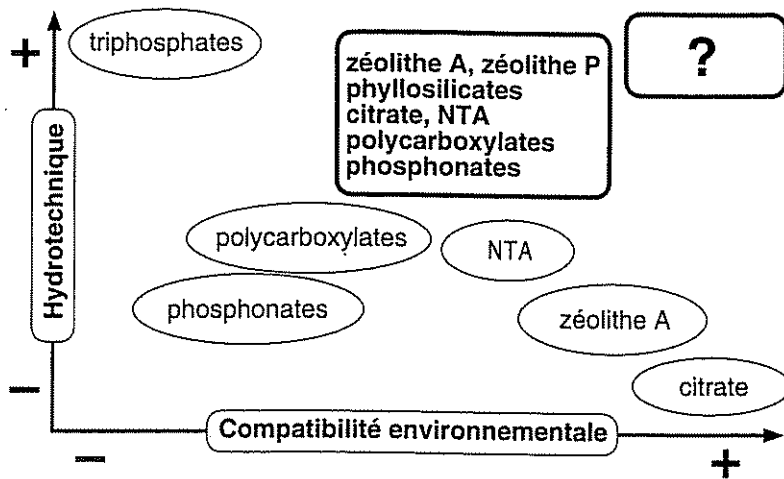 +
triphosphates
zéolithe A, zéolithe P
phyllosilicates
citrate, NTA
polycarboxylates
phosphonates
?
Hydrotechnique
polycarboxylates
NTA
phosphonates
zéolithe A
citrate
−
Compatibilité environnementale
−
+